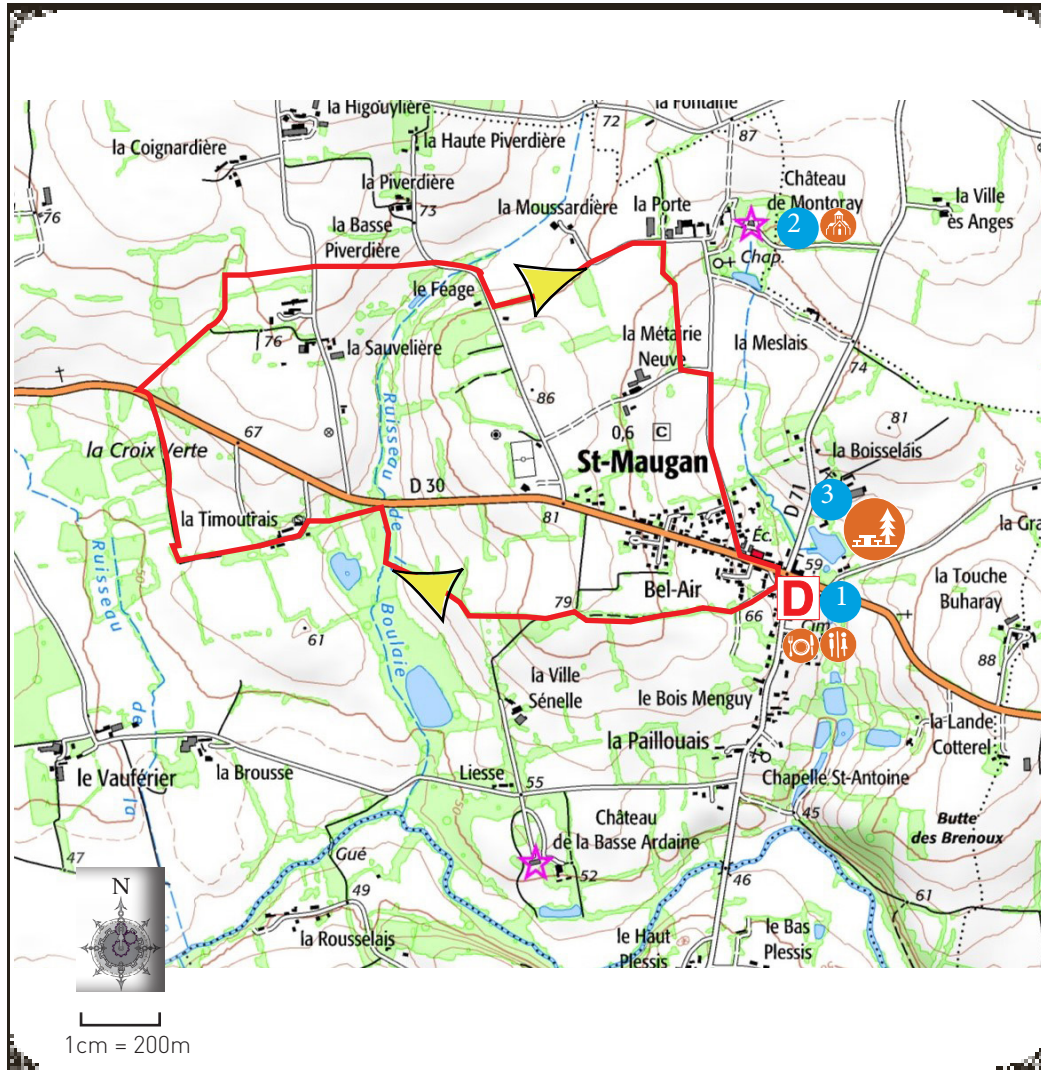 la Higouylière
la Fontaine
72
87
la Coignardière
la Haute Piverdière
la Piverdière
73
76
la Basse
Piverdière
la Moussardière
la Porte
Château
de Montoray
2
la Ville
ès Anges
Chap.
le Féage
76
la Sauvelière
la Métairie
Neuve
la Meslais
74
86
Ruisseau de
Boulaie
la Croix Verte
67
0,6
C
St-Maugan
81
la Boisselais
75
D 30
D 71
3
la Timoutrais
81
Éc.
59
la Gra
Ruisseau
de
la
50
Bel-Air
D
1
la Touche
Buharay
79
66
Cim.
61
88
la Ville
Sénelle
le Bois Menguy
la Paillouais
la Lande
Cotterel
le Vauférier
la Brousse
Liesse
55
50
Chapelle St-Antoine
45
Château
de la Basse Ardaine
Butte
des Brenoux
47
Gué
49
52
46
61
N
la Rousselais
le Haut
Plessis
le Bas
Plessis
1cm = 200m